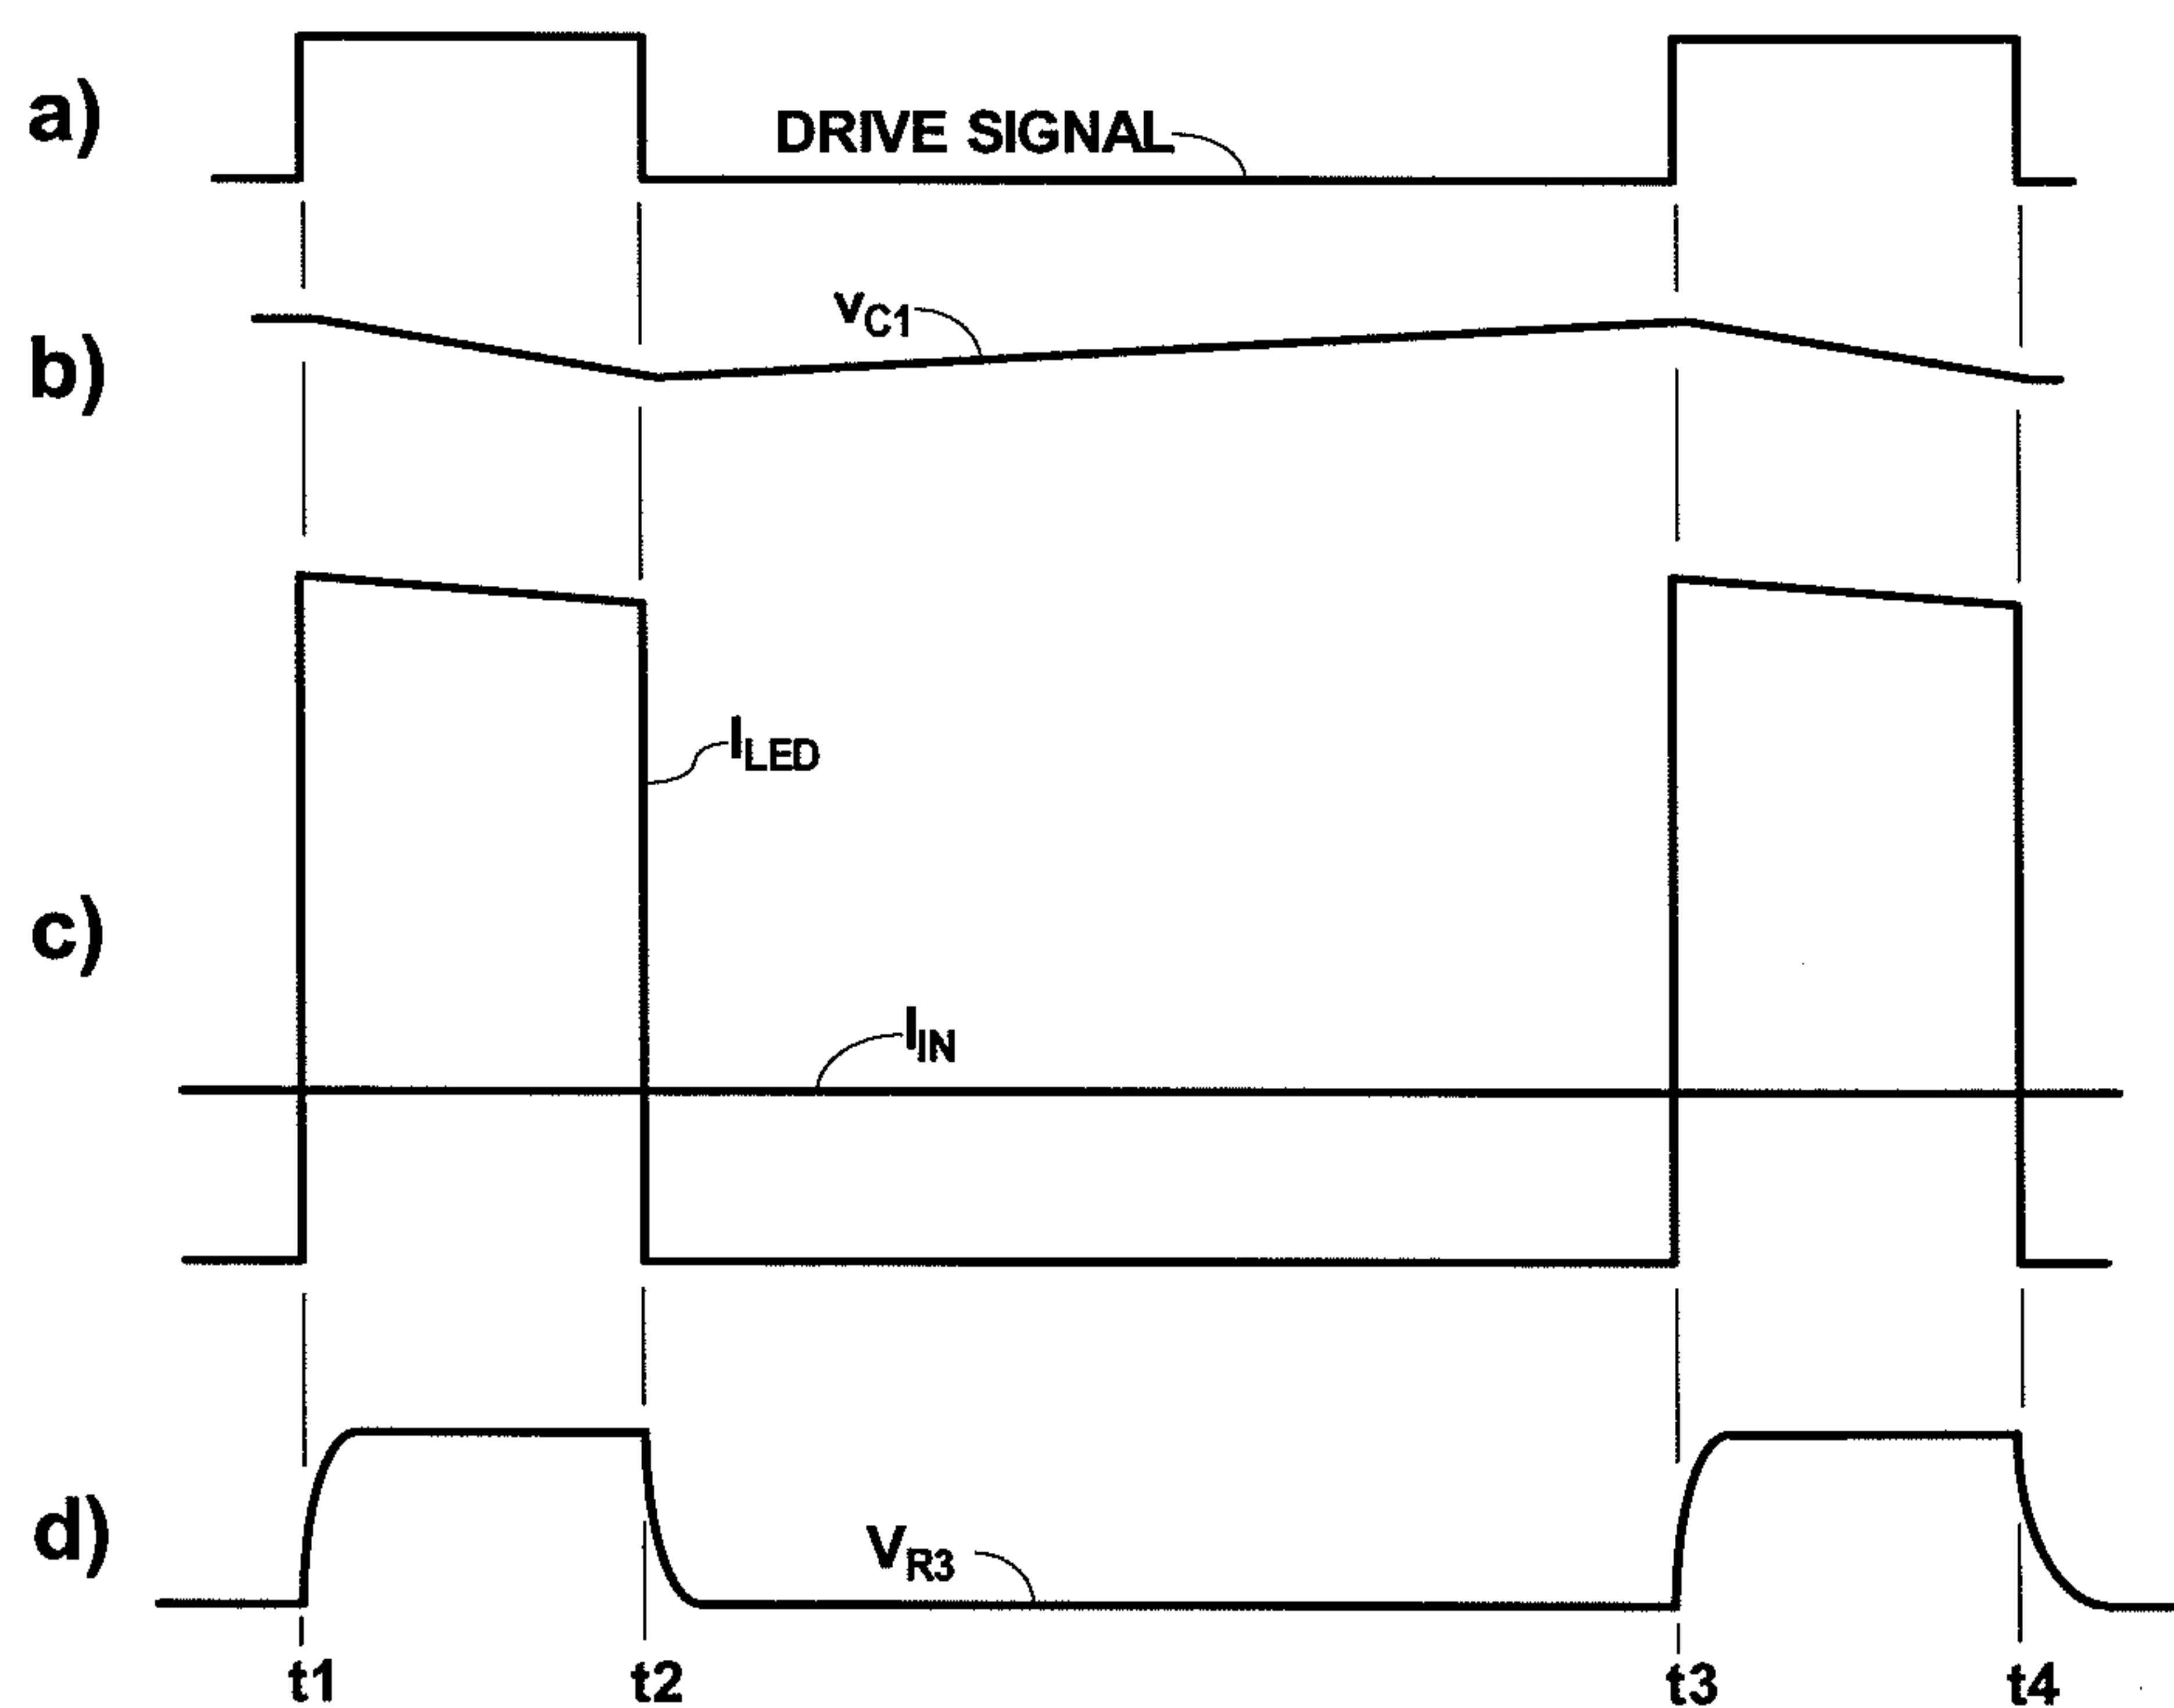 a)
DRIVE SIGNAL
b)
vC1
c)
ILED
IIN
d)
VR3
t1 t2 t3 t4